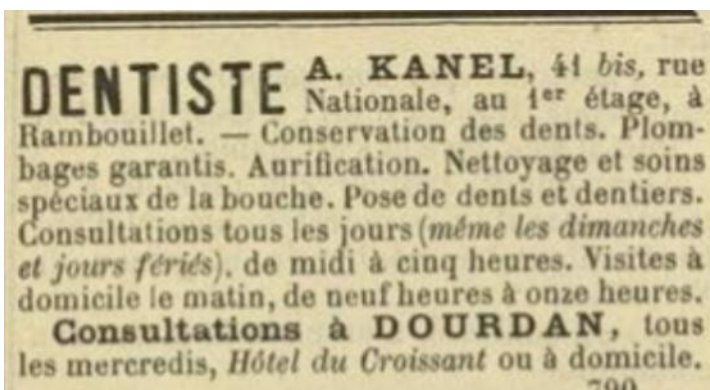 DENTISTE A. KANEL, 41 bis, rue
Nationale, au 1er étage, à
Rambouillet. — Conservation des dents. Plom-
bages garantis. Aurification. Nettoyage et soins
spéciaux de la bouche. Pose de dents et dentiers.
Consultations tous les jours (même les dimanches
et jours fériés), de midi à cinq heures. Visites à
domicile le matin, de neuf heures à onze heures.
Consultations à DOURDAN, tous
les mercredis, Hôtel du Croissant ou à domicile.